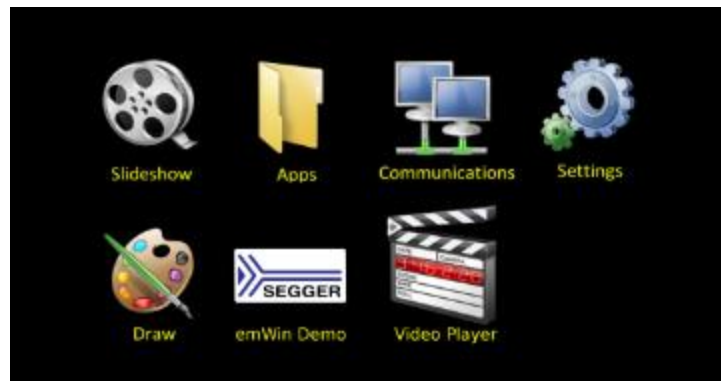 Slideshow
Apps
Communications
Settings
SEGGER
Draw
emWin Demo
Video Player